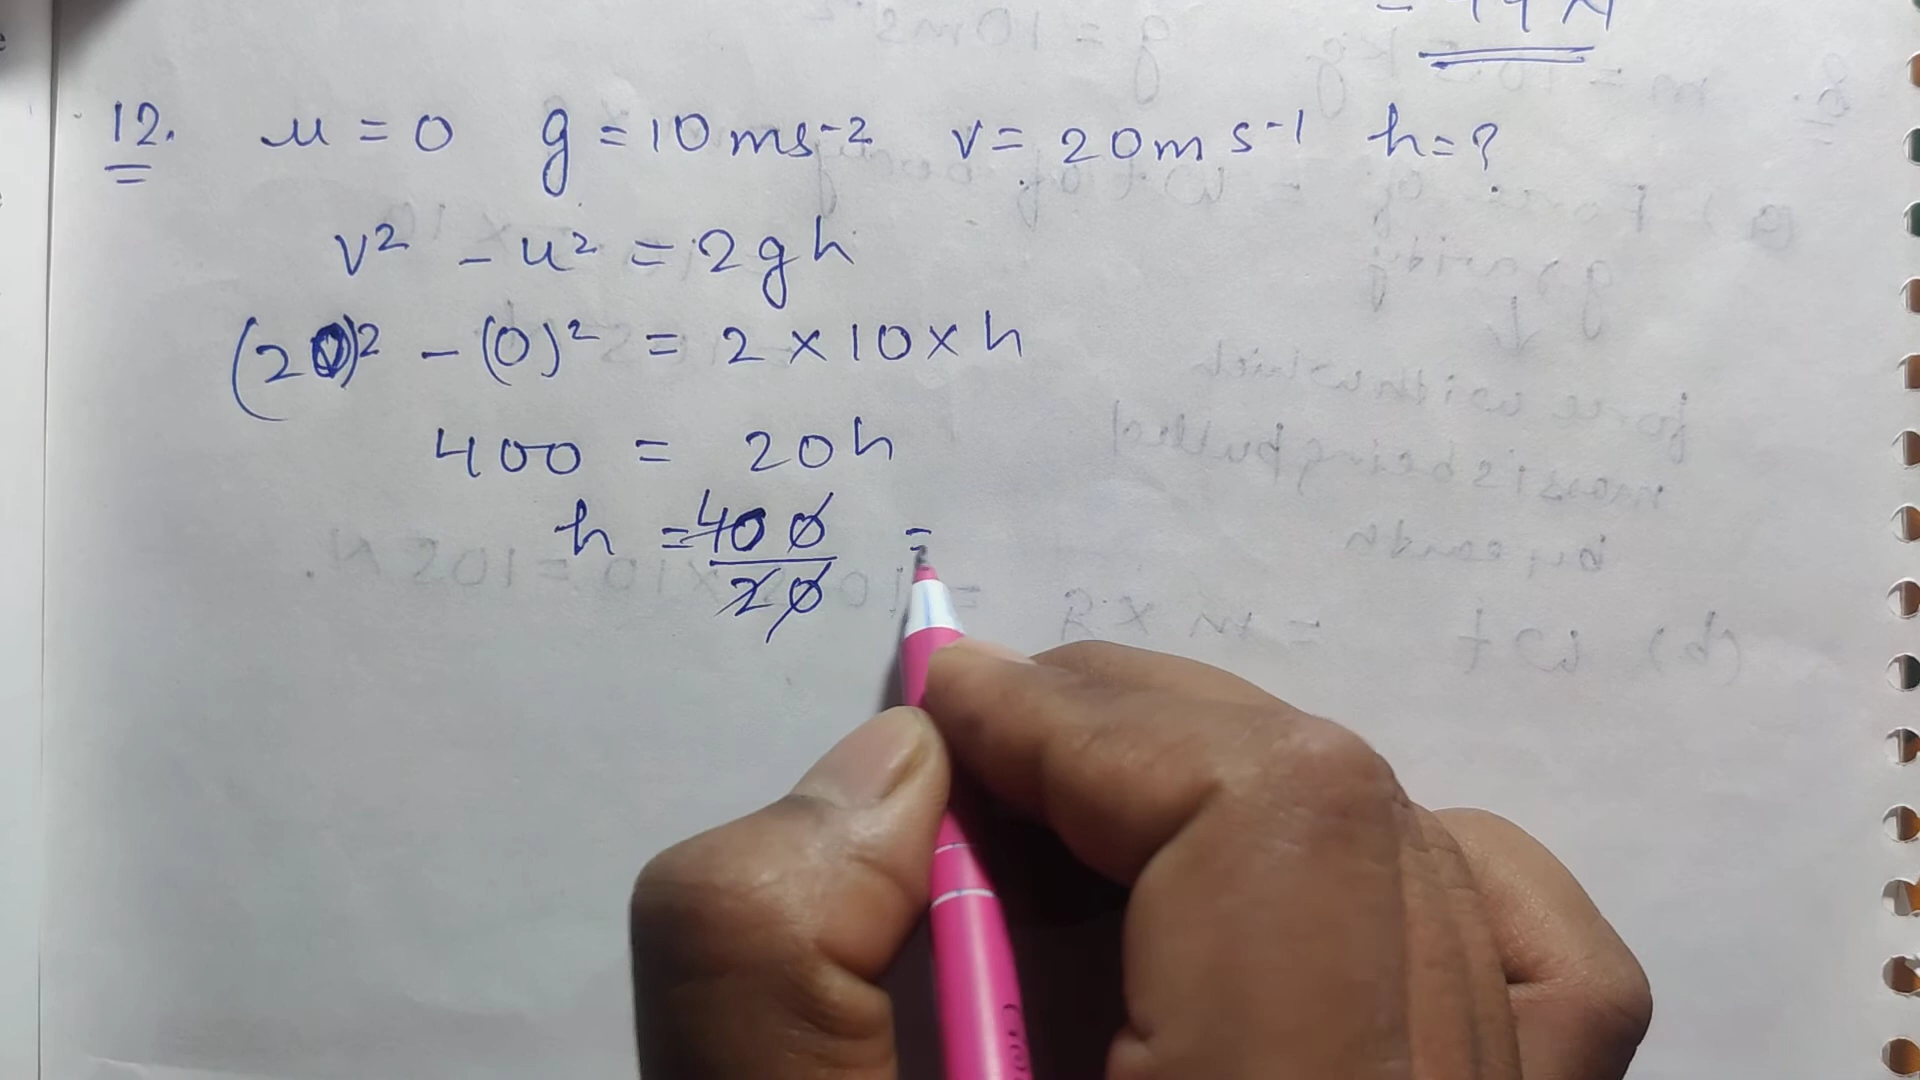 12. u = 0 g = 10 ms⁻² v = 20 m s⁻¹ h = ?
v² - u² = 2gh
(20)² - (0)² = 2 × 10 × h
400 = 20h
h = 400/20 =